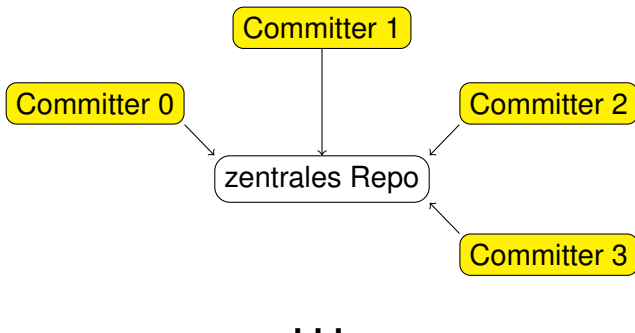 Committer 1
Committer 0
Committer 2
zentrales Repo
Committer 3
...